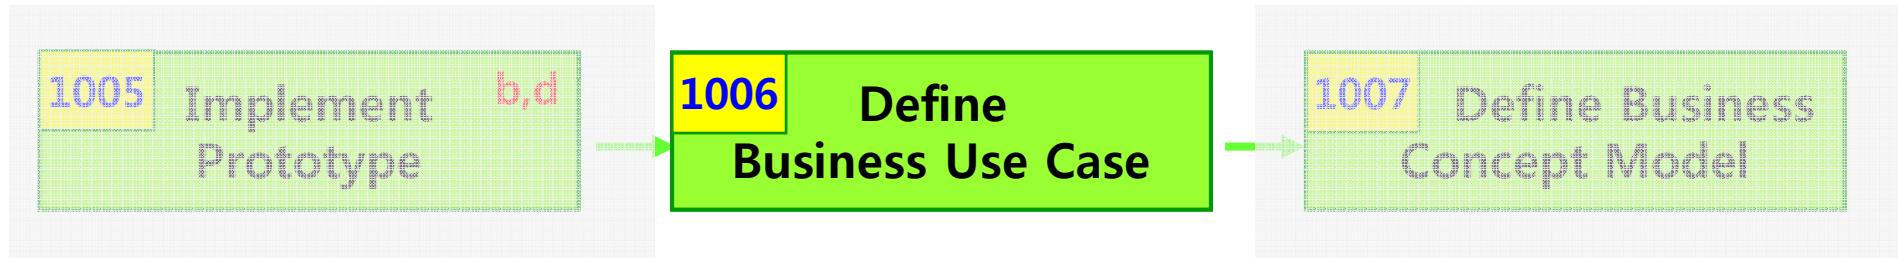 1005
Implement
b,d
Prototype
1006
Define
Business Use Case
1007
Define Business
Concept Model